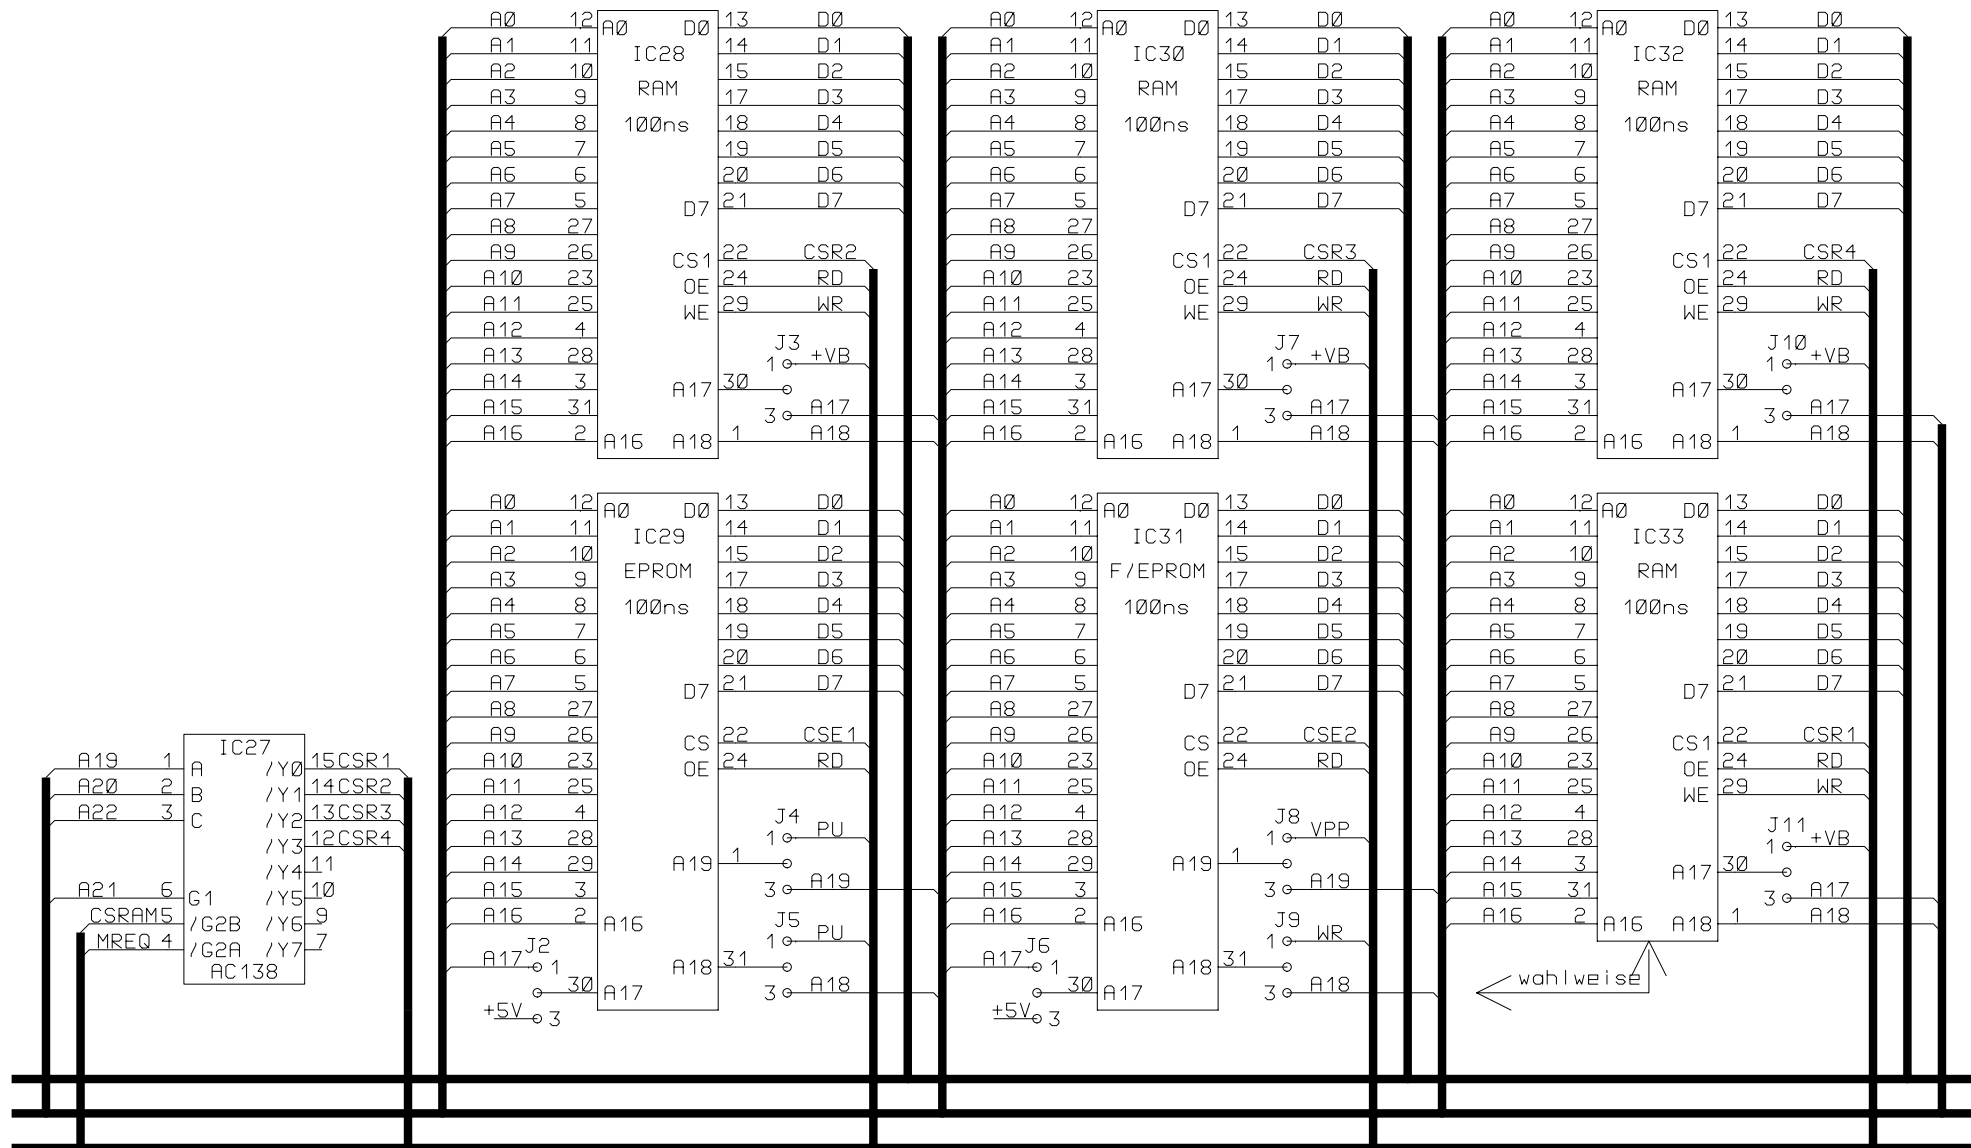 A0 12 A0 D0 13 D0
A1 11 IC28 14 D1
A2 10 RAM 15 D2
A3 9 17 D3
A4 8 100ns 18 D4
A5 7 19 D5
A6 6 20 D6
A7 5 D7 21 D7
A8 27
A9 26 CS1 22 CSR2
A10 23 OE 24 RD
A11 25 WE 29 WR
A12 4
J3
A13 28 1 +VB
A14 3 A17 30
A15 31 3 A17
A16 2 A16 A18 1 A18
A0 12 A0 D0 13 D0
A1 11 IC30 14 D1
A2 10 RAM 15 D2
A3 9 17 D3
A4 8 100ns 18 D4
A5 7 19 D5
A6 6 20 D6
A7 5 D7 21 D7
A8 27
A9 26 CS1 22 CSR3
A10 23 OE 24 RD
A11 25 WE 29 WR
A12 4
J7
A13 28 1 +VB
A14 3 A17 30
A15 31 3 A17
A16 2 A16 A18 1 A18
A0 12 A0 D0 13 D0
A1 11 IC32 14 D1
A2 10 RAM 15 D2
A3 9 17 D3
A4 8 100ns 18 D4
A5 7 19 D5
A6 6 20 D6
A7 5 D7 21 D7
A8 27
A9 26 CS1 22 CSR4
A10 23 OE 24 RD
A11 25 WE 29 WR
A12 4
J10
A13 28 1 +VB
A14 3 A17 30
A15 31 3 A17
A16 2 A16 A18 1 A18
IC27
A19 1 A /Y0 15 CSR1
A20 2 B /Y1 14 CSR2
A22 3 C /Y2 13 CSR3
/Y3 12 CSR4
/Y4 11
A21 6 G1 /Y5 10
CSRAM 5 /G2B /Y6 9
MREQ 4 /G2A /Y7 7
AC138
A0 12 A0 D0 13 D0
A1 11 IC29 14 D1
A2 10 EPROM 15 D2
A3 9 17 D3
A4 8 100ns 18 D4
A5 7 19 D5
A6 6 20 D6
A7 5 D7 21 D7
A8 27
A9 26 CS 22 CSE1
A10 23 OE 24 RD
A11 25
A12 4 J4
A13 28 1 PU
A14 29 A19 1
A15 3 3 A19
A16 2 A16 J5
1 PU
J2
A17 1 A18 31
30 A17 3 A18
+5V 3
A0 12 A0 D0 13 D0
A1 11 IC31 14 D1
A2 10 F/EPROM 15 D2
A3 9 17 D3
A4 8 100ns 18 D4
A5 7 19 D5
A6 6 20 D6
A7 5 D7 21 D7
A8 27
A9 26 CS 22 CSE2
A10 23 OE 24 RD
A11 25
A12 4 J8
A13 28 1 VPP
A14 29 A19 1
A15 3 3 A19
A16 2 A16 J9
1 WR
J6
A17 1 A18 31
30 A17 3 A18
+5V 3
A0 12 A0 D0 13 D0
A1 11 IC33 14 D1
A2 10 RAM 15 D2
A3 9 17 D3
A4 8 100ns 18 D4
A5 7 19 D5
A6 6 20 D6
A7 5 D7 21 D7
A8 27
A9 26 CS1 22 CSR1
A10 23 OE 24 RD
A11 25 WE 29 WR
A12 4
J11
A13 28 1 +VB
A14 3 A17 30
A15 31 3 A17
A16 2 A16 A18 1 A18
wahlweise